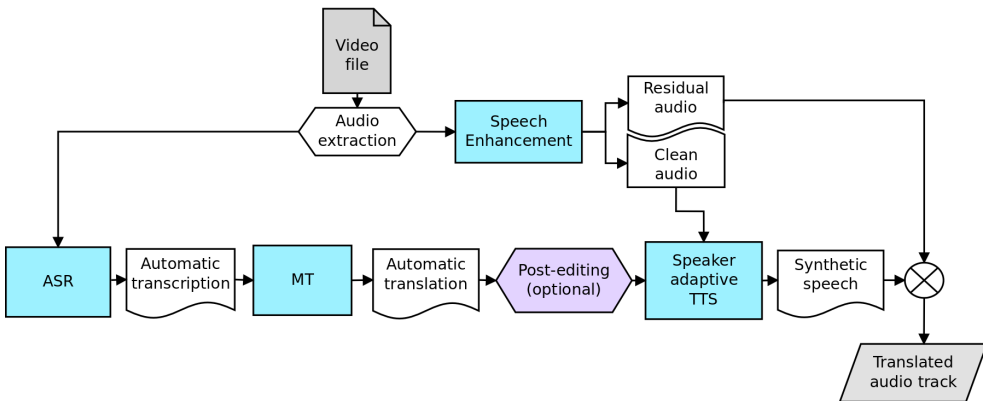 Video
file
Audio
extraction
Speech
Enhancement
Residual
audio
Clean
audio
ASR
Automatic
transcription
MT
Automatic
translation
Post-editing
(optional)
Speaker
adaptive
TTS
Synthetic
speech
Translated
audio track